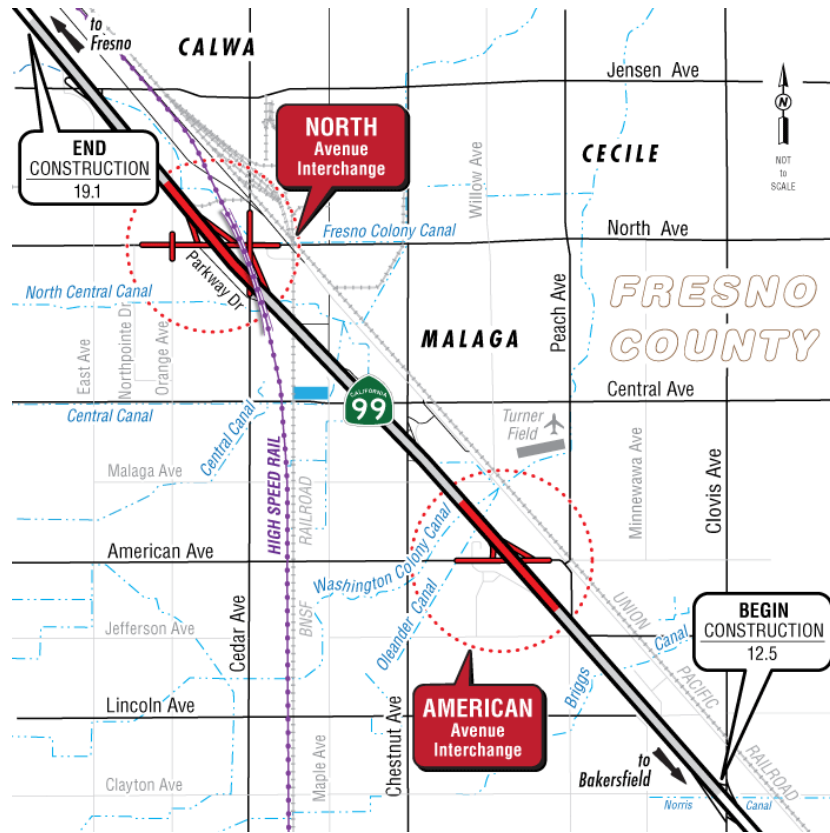 to
Fresno
CALWA
Jensen Ave
N
NOT
to
SCALE
END
CONSTRUCTION
19.1
NORTH
Avenue
Interchange
CECILE
Willow Ave
Fresno Colony Canal
North Ave
Parkway Dr
North Central Canal
FRESNO
COUNTY
Peach Ave
MALAGA
East Ave
Northpointe Dr
Orange Ave
Central Ave
CALIFORNIA
99
Central Canal
Central Canal
Turner
Field
Minnewawa Ave
Clovis Ave
Malaga Ave
HIGH SPEED RAIL
RAILROAD
BNSF
American Ave
Washington Colony Canal
Oleander Canal
UNION
PACIFIC
RAILROAD
BEGIN
CONSTRUCTION
12.5
Jefferson Ave
Cedar Ave
Briggs
Canal
Lincoln Ave
AMERICAN
Avenue
Interchange
Chestnut Ave
Maple Ave
to
Bakersfield
Clayton Ave
Norris
Canal